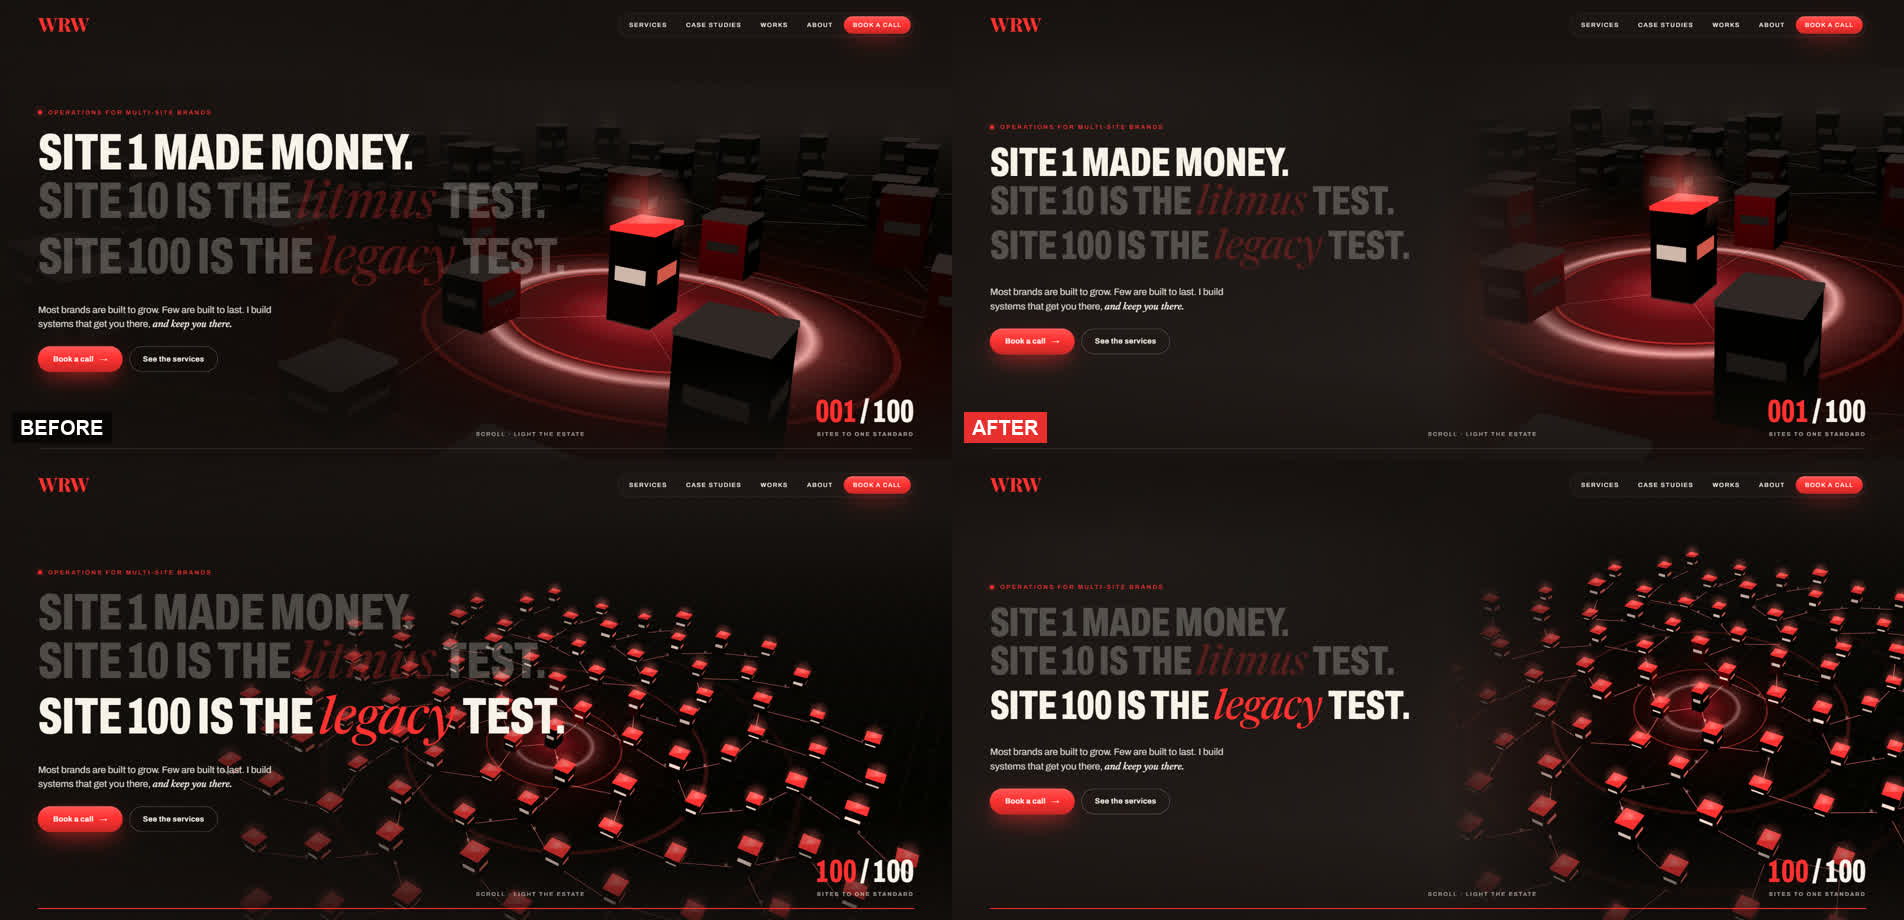 WRW
SERVICES CASE STUDIES WORKS ABOUT BOOK A CALL
OPERATIONS FOR MULTI-SITE BRANDS
SITE 1 MADE MONEY.
SITE 10 IS THE litmus TEST.
SITE 100 IS THE legacy TEST.
Most brands are built to grow. Few are built to last. I build
systems that get you there, and keep you there.
Book a call → See the services
001 / 100
SITES TO ONE STANDARD
SCROLL · LIGHT THE ESTATE
BEFORE
WRW
SERVICES CASE STUDIES WORKS ABOUT BOOK A CALL
OPERATIONS FOR MULTI-SITE BRANDS
SITE 1 MADE MONEY.
SITE 10 IS THE litmus TEST.
SITE 100 IS THE legacy TEST.
Most brands are built to grow. Few are built to last. I build
systems that get you there, and keep you there.
Book a call → See the services
001 / 100
SITES TO ONE STANDARD
SCROLL · LIGHT THE ESTATE
AFTER
WRW
SERVICES CASE STUDIES WORKS ABOUT BOOK A CALL
OPERATIONS FOR MULTI-SITE BRANDS
SITE 1 MADE MONEY.
SITE 10 IS THE litmus TEST.
SITE 100 IS THE legacy TEST.
Most brands are built to grow. Few are built to last. I build
systems that get you there, and keep you there.
Book a call → See the services
100 / 100
SITES TO ONE STANDARD
SCROLL · LIGHT THE ESTATE
WRW
SERVICES CASE STUDIES WORKS ABOUT BOOK A CALL
OPERATIONS FOR MULTI-SITE BRANDS
SITE 1 MADE MONEY.
SITE 10 IS THE litmus TEST.
SITE 100 IS THE legacy TEST.
Most brands are built to grow. Few are built to last. I build
systems that get you there, and keep you there.
Book a call → See the services
100 / 100
SITES TO ONE STANDARD
SCROLL · LIGHT THE ESTATE